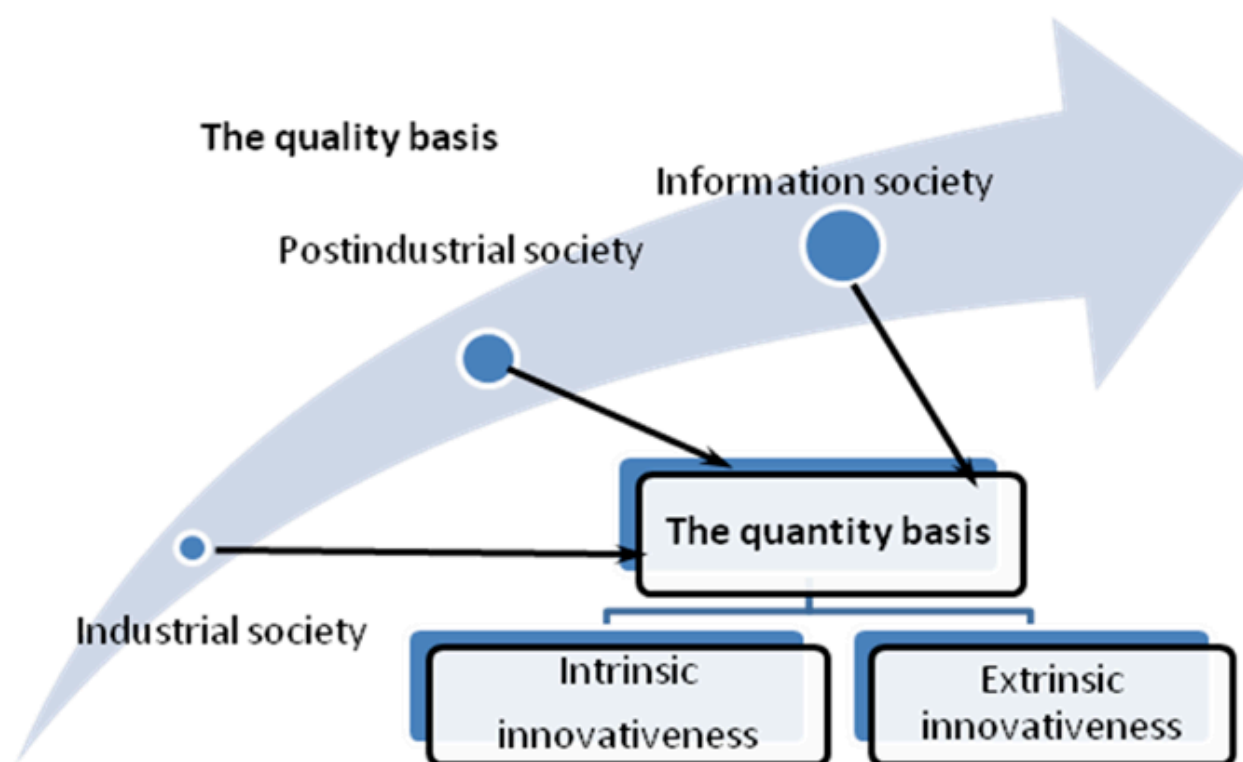 The quality basis
Information society
Postindustrial society
The quantity basis
Industrial society
Intrinsic
innovativeness
Extrinsic
innovativeness